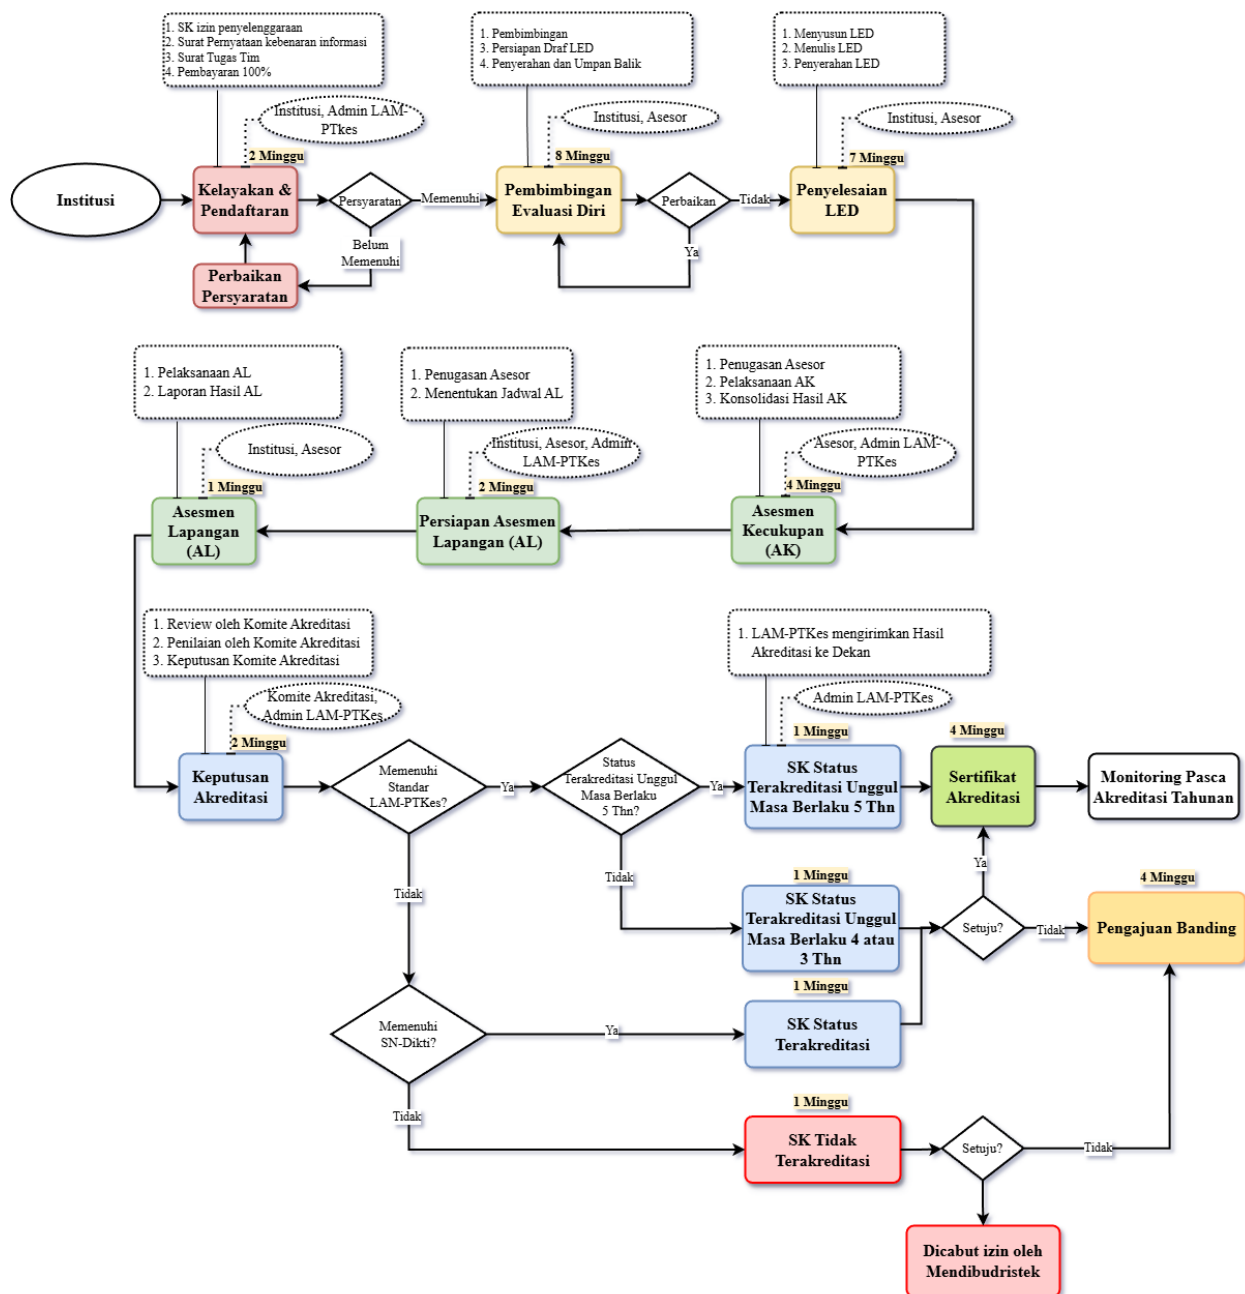 1. SK izin penyelenggaraan
2. Surat Pernyataan kebenaran informasi
3. Surat Tugas Tim
4. Pembayaran 100%
1. Pembimbingan
3. Persiapan Draf LED
4. Penyerahan dan Umpan Balik
1. Menyusun LED
2. Menulis LED
3. Penyerahan LED
Institusi, Admin LAM-
PTkes
Institusi, Asesor
Institusi, Asesor
2 Minggu
8 Minggu
7 Minggu
Institusi
Kelayakan &
Pendaftaran
Persyaratan
Memenuhi
Pembimbingan
Evaluasi Diri
Perbaikan
Tidak
Penyelesaian
LED
Belum
Memenuhi
Ya
Perbaikan
Persyaratan
1. Pelaksanaan AL
2. Laporan Hasil AL
1. Penugasan Asesor
2. Menentukan Jadwal AL
1. Penugasan Asesor
2. Pelaksanaan AK
3. Konsolidasi Hasil AK
Institusi, Asesor
Institusi, Asesor, Admin
LAM-PTKes
Asesor, Admin LAM-
PTKes
1 Minggu
2 Minggu
4 Minggu
Asesmen
Lapangan
(AL)
Persiapan Asesmen
Lapangan (AL)
Asesmen
Kecukupan
(AK)
1. Review oleh Komite Akreditasi
2. Penilaian oleh Komite Akreditasi
3. Keputusan Komite Akreditasi
1. LAM-PTKes mengirimkan Hasil
Akreditasi ke Dekan
Komite Akreditasi,
Admin LAM-PTKes
Admin LAM-PTKes
2 Minggu
1 Minggu
4 Minggu
Keputusan
Akreditasi
Memenuhi
Standar
LAM-PTKes?
Ya
Status
Terakreditasi Unggul
Masa Berlaku
5 Thn?
Ya
SK Status
Terakreditasi Unggul
Masa Berlaku 5 Thn
Sertifikat
Akreditasi
Monitoring Pasca
Akreditasi Tahunan
Tidak
Tidak
Ya
1 Minggu
4 Minggu
SK Status
Terakreditasi Unggul
Masa Berlaku 4 atau
3 Thn
Setuju?
Tidak
Pengajuan Banding
1 Minggu
Memenuhi
SN-Dikti?
Ya
SK Status
Terakreditasi
Tidak
1 Minggu
SK Tidak
Terakreditasi
Setuju?
Tidak
Dicabut izin oleh
Mendibudristek